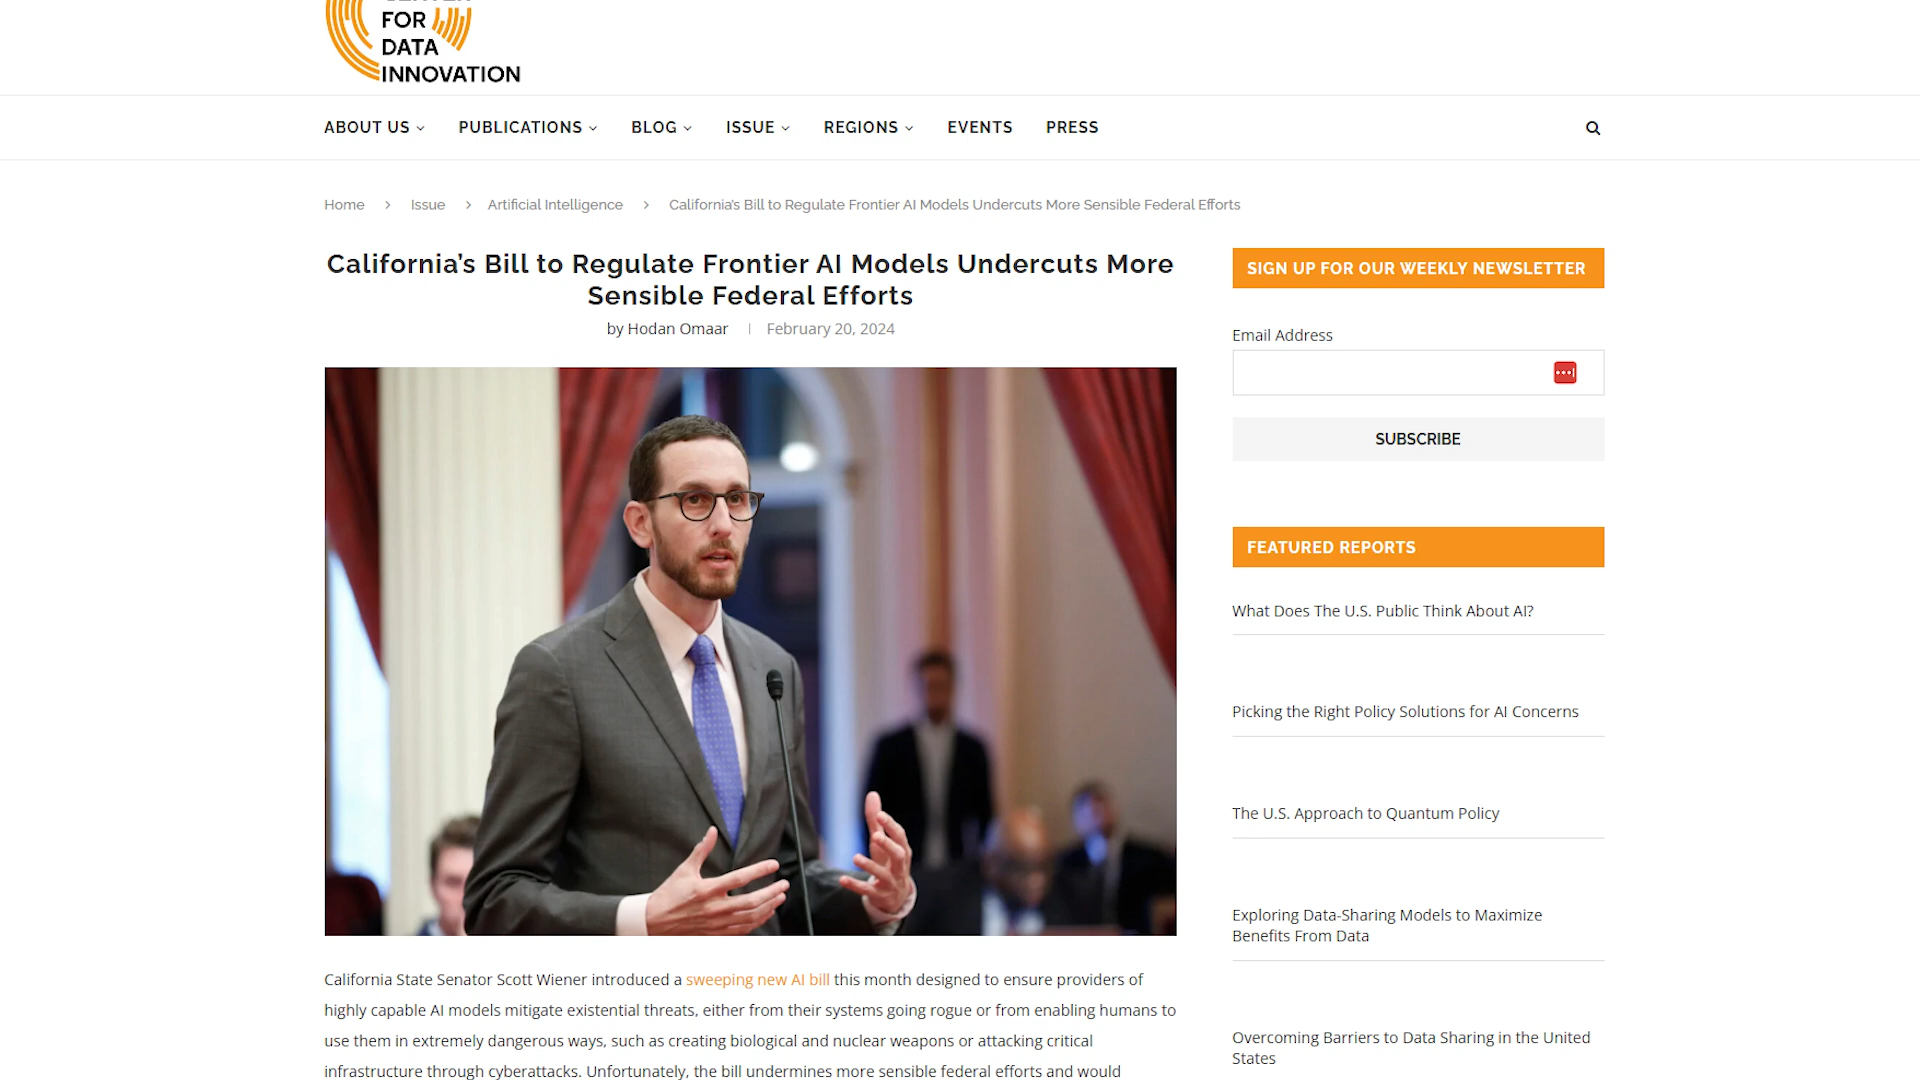 FOR
DATA
INNOVATION
ABOUT US
PUBLICATIONS
BLOG
ISSUE
REGIONS
EVENTS
PRESS
Home > Issue > Artificial Intelligence > California's Bill to Regulate Frontier AI Models Undercuts More Sensible Federal Efforts
California's Bill to Regulate Frontier AI Models Undercuts More
Sensible Federal Efforts
by Hodan Omaar | February 20, 2024
California State Senator Scott Wiener introduced a sweeping new AI bill this month designed to ensure providers of
highly capable AI models mitigate existential threats, either from their systems going rogue or from enabling humans to
use them in extremely dangerous ways, such as creating biological and nuclear weapons or attacking critical
infrastructure through cyberattacks. Unfortunately, the bill undermines more sensible federal efforts and would
SIGN UP FOR OUR WEEKLY NEWSLETTER
Email Address
SUBSCRIBE
FEATURED REPORTS
What Does The U.S. Public Think About AI?
Picking the Right Policy Solutions for AI Concerns
The U.S. Approach to Quantum Policy
Exploring Data-Sharing Models to Maximize
Benefits From Data
Overcoming Barriers to Data Sharing in the United
States